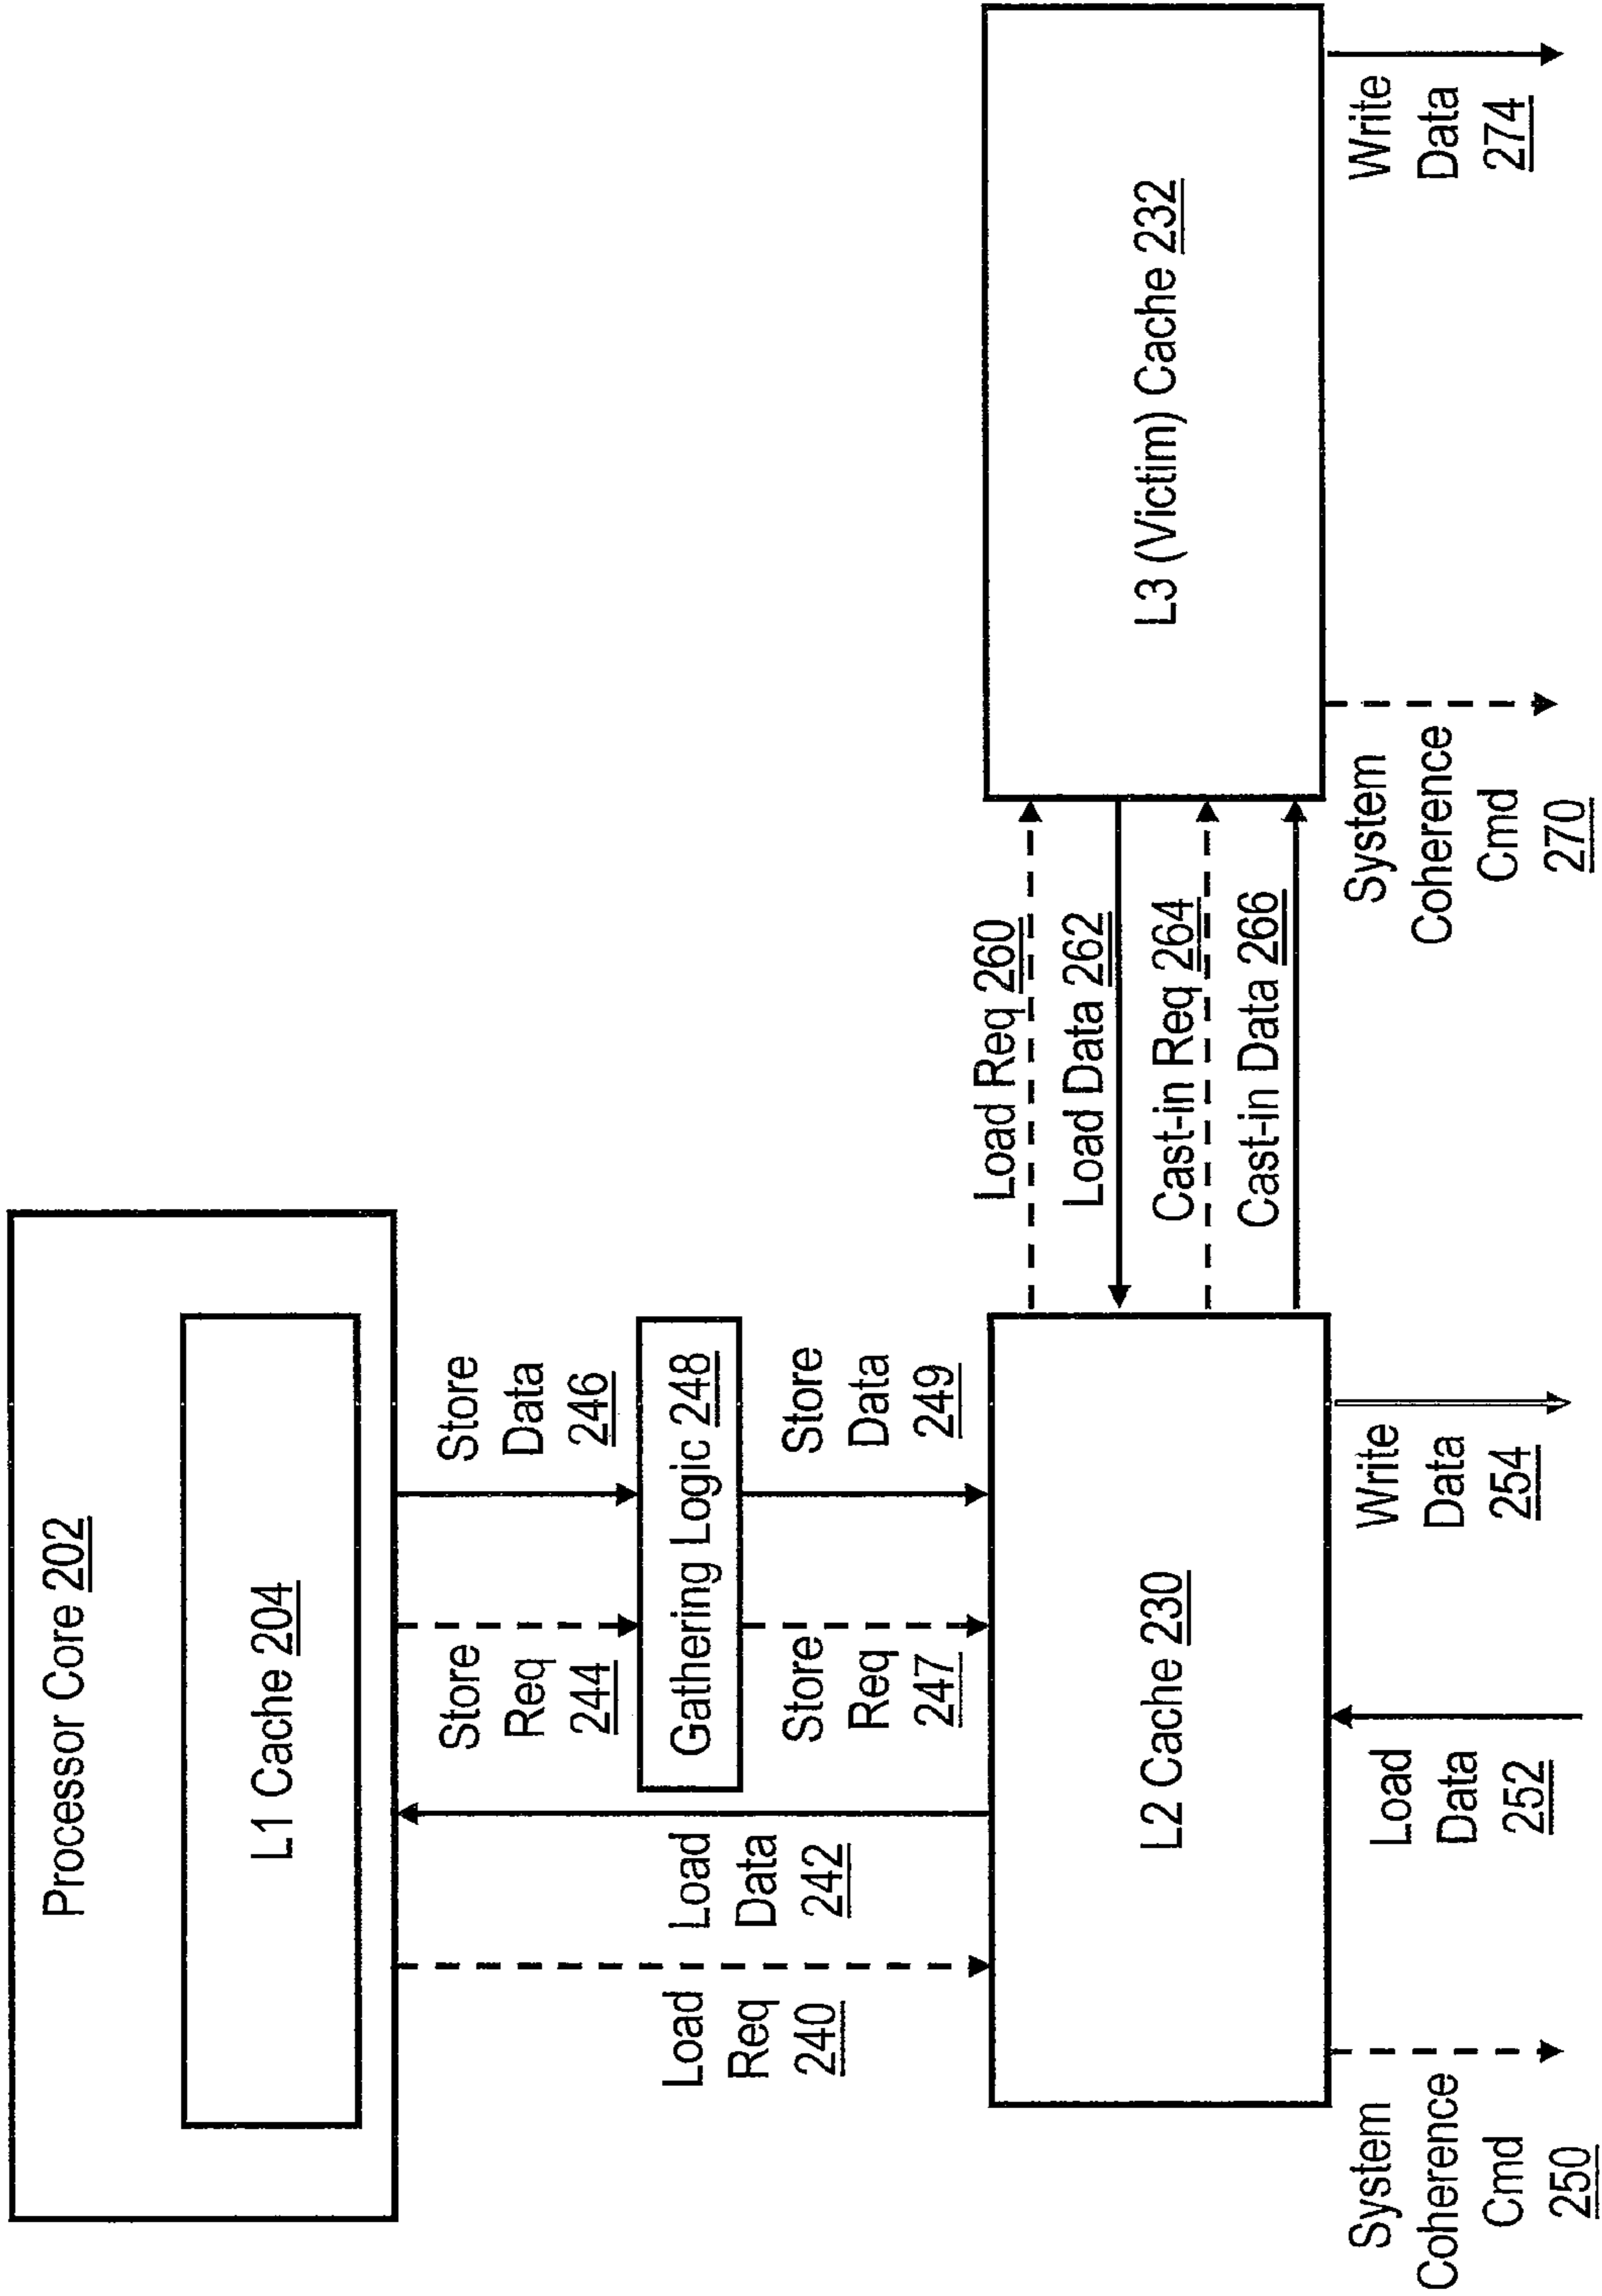 Processor Core 202
L1 Cache 204
Load
Req
240
Load
Data
242
Store
Req
244
Store
Data
246
Gathering Logic 248
Store
Req
247
Store
Data
249
L2 Cache 230
Load Req 260
Load Data 262
Cast-in Req 264
Cast-in Data 266
L3 (Victim) Cache 232
System
Coherence
Cmd
250
Load
Data
252
Write
Data
254
System
Coherence
Cmd
270
Write
Data
274